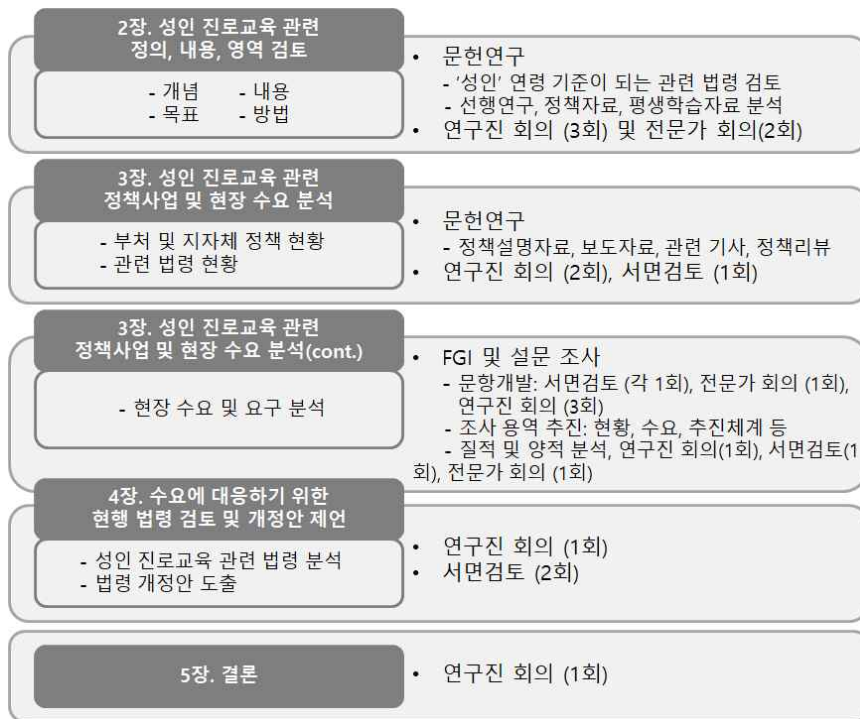 2장. 성인 진로교육 관련
정의, 내용, 영역 검토
- 개념 - 내용
- 목표 - 방법
• 문헌연구
- '성인' 연령 기준이 되는 관련 법령 검토
- 선행연구, 정책자료, 평생학습자료 분석
• 연구진 회의 (3회) 및 전문가 회의(2회)
3장. 성인 진로교육 관련
정책사업 및 현장 수요 분석
- 부처 및 지자체 정책 현황
- 관련 법령 현황
• 문헌연구
- 정책설명자료, 보도자료, 관련 기사, 정책리뷰
• 연구진 회의 (2회), 서면검토 (1회)
3장. 성인 진로교육 관련
정책사업 및 현장 수요 분석(cont.)
- 현장 수요 및 요구 분석
• FGI 및 설문 조사
- 문항개발: 서면검토 (각 1회), 전문가 회의 (1회),
연구진 회의 (3회)
- 조사 용역 추진: 현황, 수요, 추진체계 등
- 질적 및 양적 분석, 연구진 회의(1회), 서면검토(1
회), 전문가 회의 (1회)
4장. 수요에 대응하기 위한
현행 법령 검토 및 개정안 제언
- 성인 진로교육 관련 법령 분석
- 법령 개정안 도출
• 연구진 회의 (1회)
• 서면검토 (2회)
5장. 결론
• 연구진 회의 (1회)